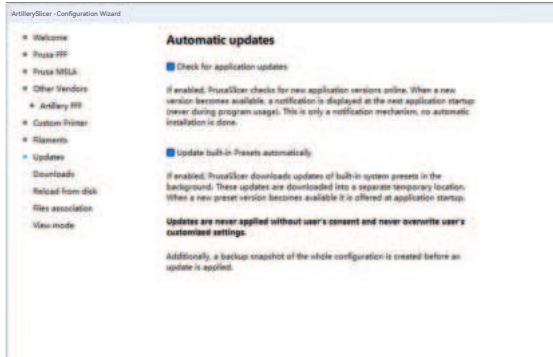 ArtillerySlicer -Configuration Wizard
Welcome
Prusa FFF
Prusa MSLA
Other Vendors
Artillery FFF
Custom Printer
Filaments
Updates
Downloads
Reload from disk
Files association
View mode
Automatic updates
Check for application updates
If enabled, PrusaSlicer checks for new application versions online. When a new
version becomes available, a notification is displayed at the next application startup
(never during program usage). This is only a notification mechanism, no automatic
installation is done.
Update built-in Presets automatically
If enabled, PrusaSlicer downloads updates of built-in system presets in the
background. These updates are downloaded into a separate temporary location.
When a new preset version becomes available it is offered at application startup.
Updates are never applied without user's consent and never overwrite user's
customized settings.
Additionally, a backup snapshot of the whole configuration is created before an
update is applied.